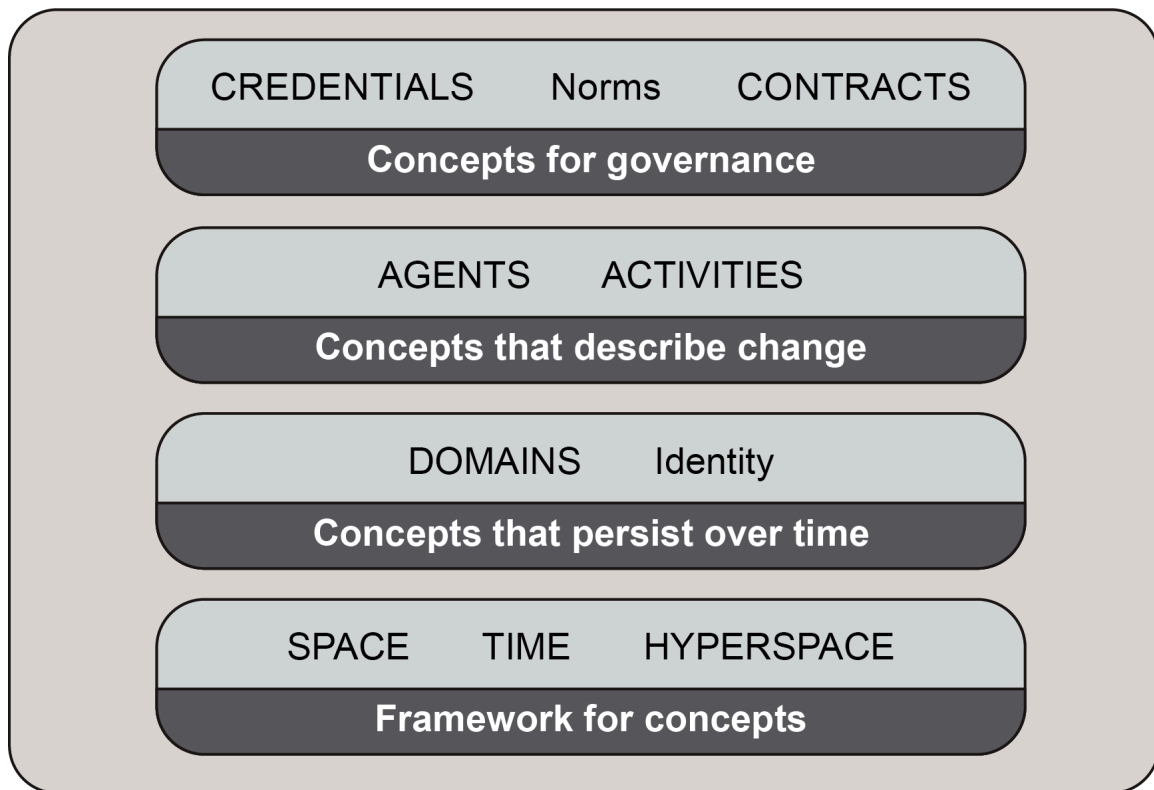 CREDENTIALS Norms CONTRACTS
Concepts for governance
AGENTS ACTIVITIES
Concepts that describe change
DOMAINS Identity
Concepts that persist over time
SPACE TIME HYPERSPACE
Framework for concepts